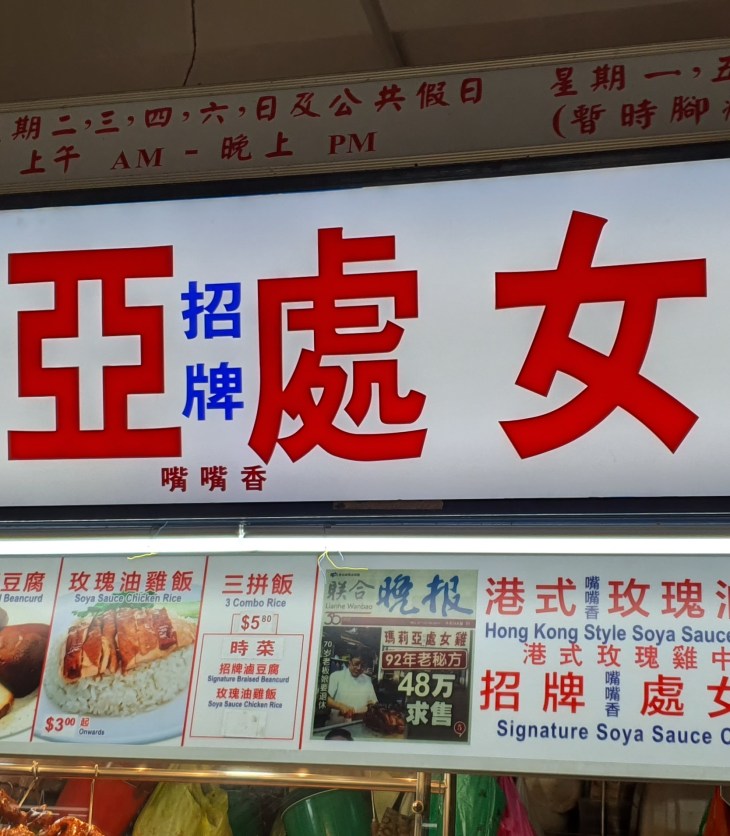 期二,三,四,六,日及公共假日
上午 AM - 晚上 PM
星期一,五
(暫時腳
亞
招牌
處女
嘴嘴香
豆腐
Beancurd
玫瑰油雞飯
Soya Sauce Chicken Rice
$3.00 起
Onwards
三拼飯
3 Combo Rice
$5.80
時菜
招牌滷豆腐
Signature Braised Beancurd
玫瑰油雞飯
Soya Sauce Chicken Rice
联合晚报
Lianhe Wanbao
瑪莉亞處女雞
92年老秘方
48万
求售
港式嘴嘴香玫瑰油
Hong Kong Style Soya Sauce
港式玫瑰雞中
招牌嘴嘴香處女
Signature Soya Sauce C